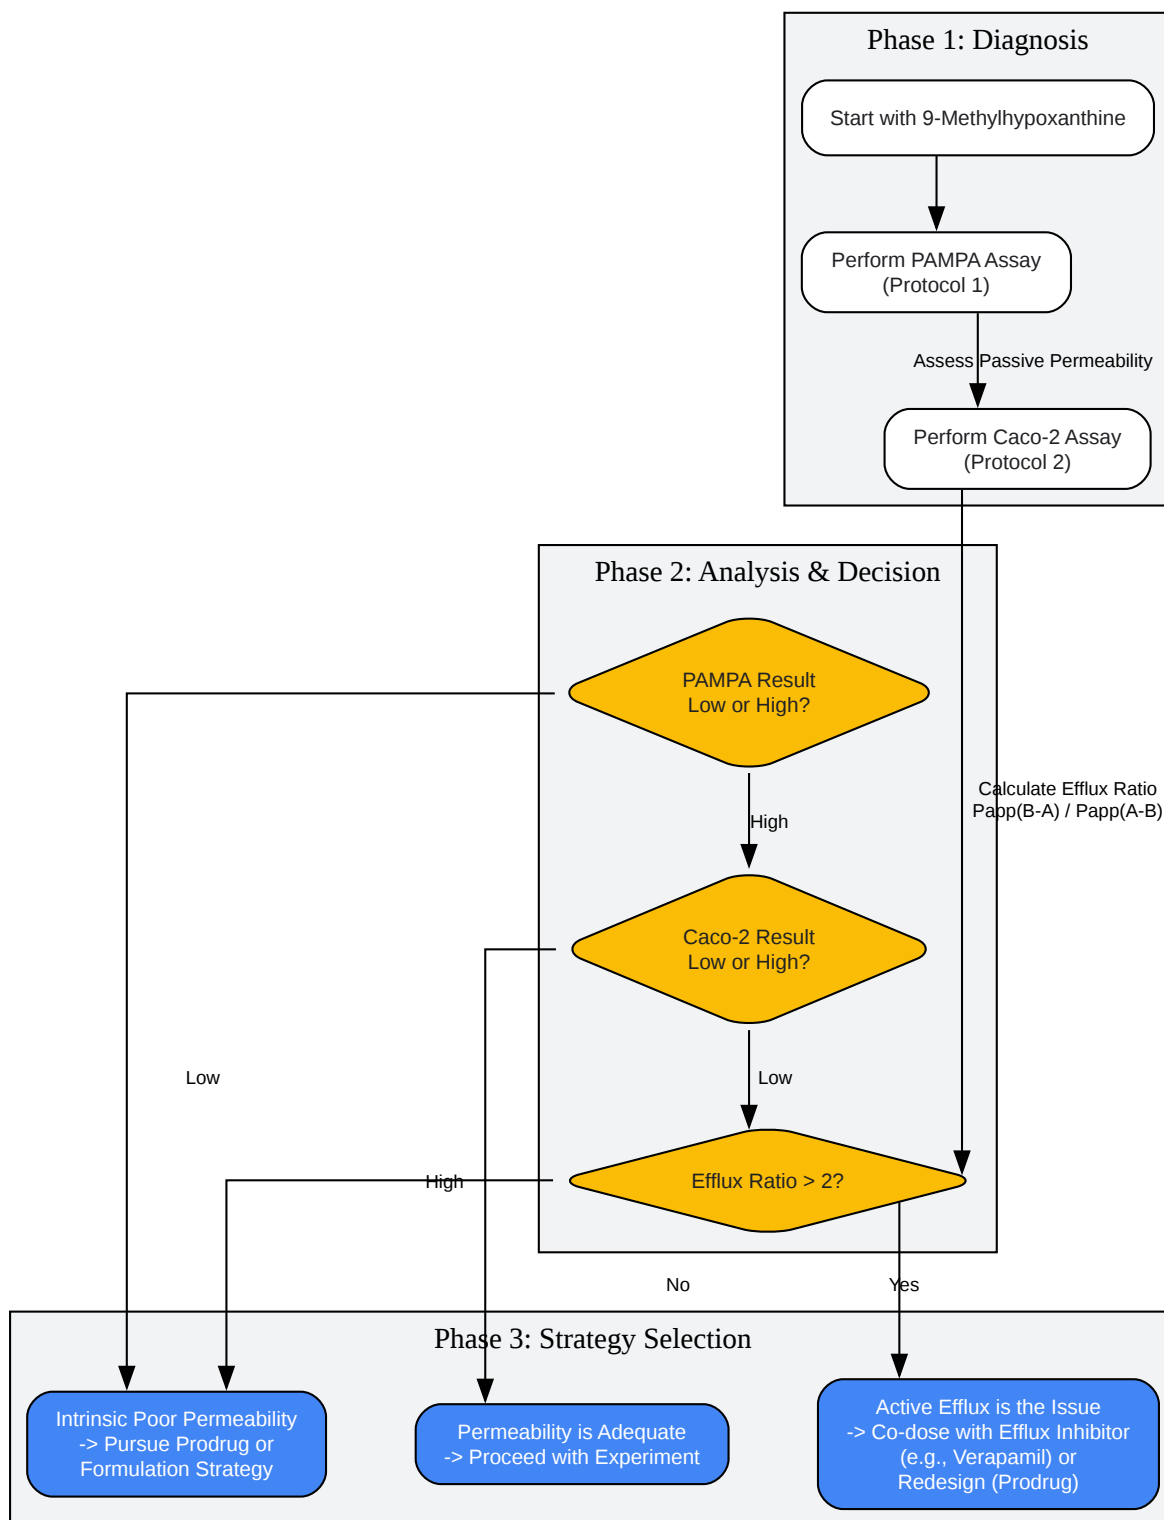 Phase 1: Diagnosis
Start with 9-Methylhypoxanthine
Perform PAMPA Assay
(Protocol 1)
Assess Passive Permeability
Perform Caco-2 Assay
(Protocol 2)
Phase 2: Analysis & Decision
PAMPA Result
Low or High?
Calculate Efflux Ratio
Papp(B-A) / Papp(A-B)
High
Caco-2 Result
Low or High?
Low
Low
Efflux Ratio > 2?
High
No
Yes
Phase 3: Strategy Selection
Intrinsic Poor Permeability
-> Pursue Prodrug or
Formulation Strategy
Permeability is Adequate
-> Proceed with Experiment
Active Efflux is the Issue
-> Co-dose with Efflux Inhibitor
(e.g., Verapamil) or
Redesign (Prodrug)